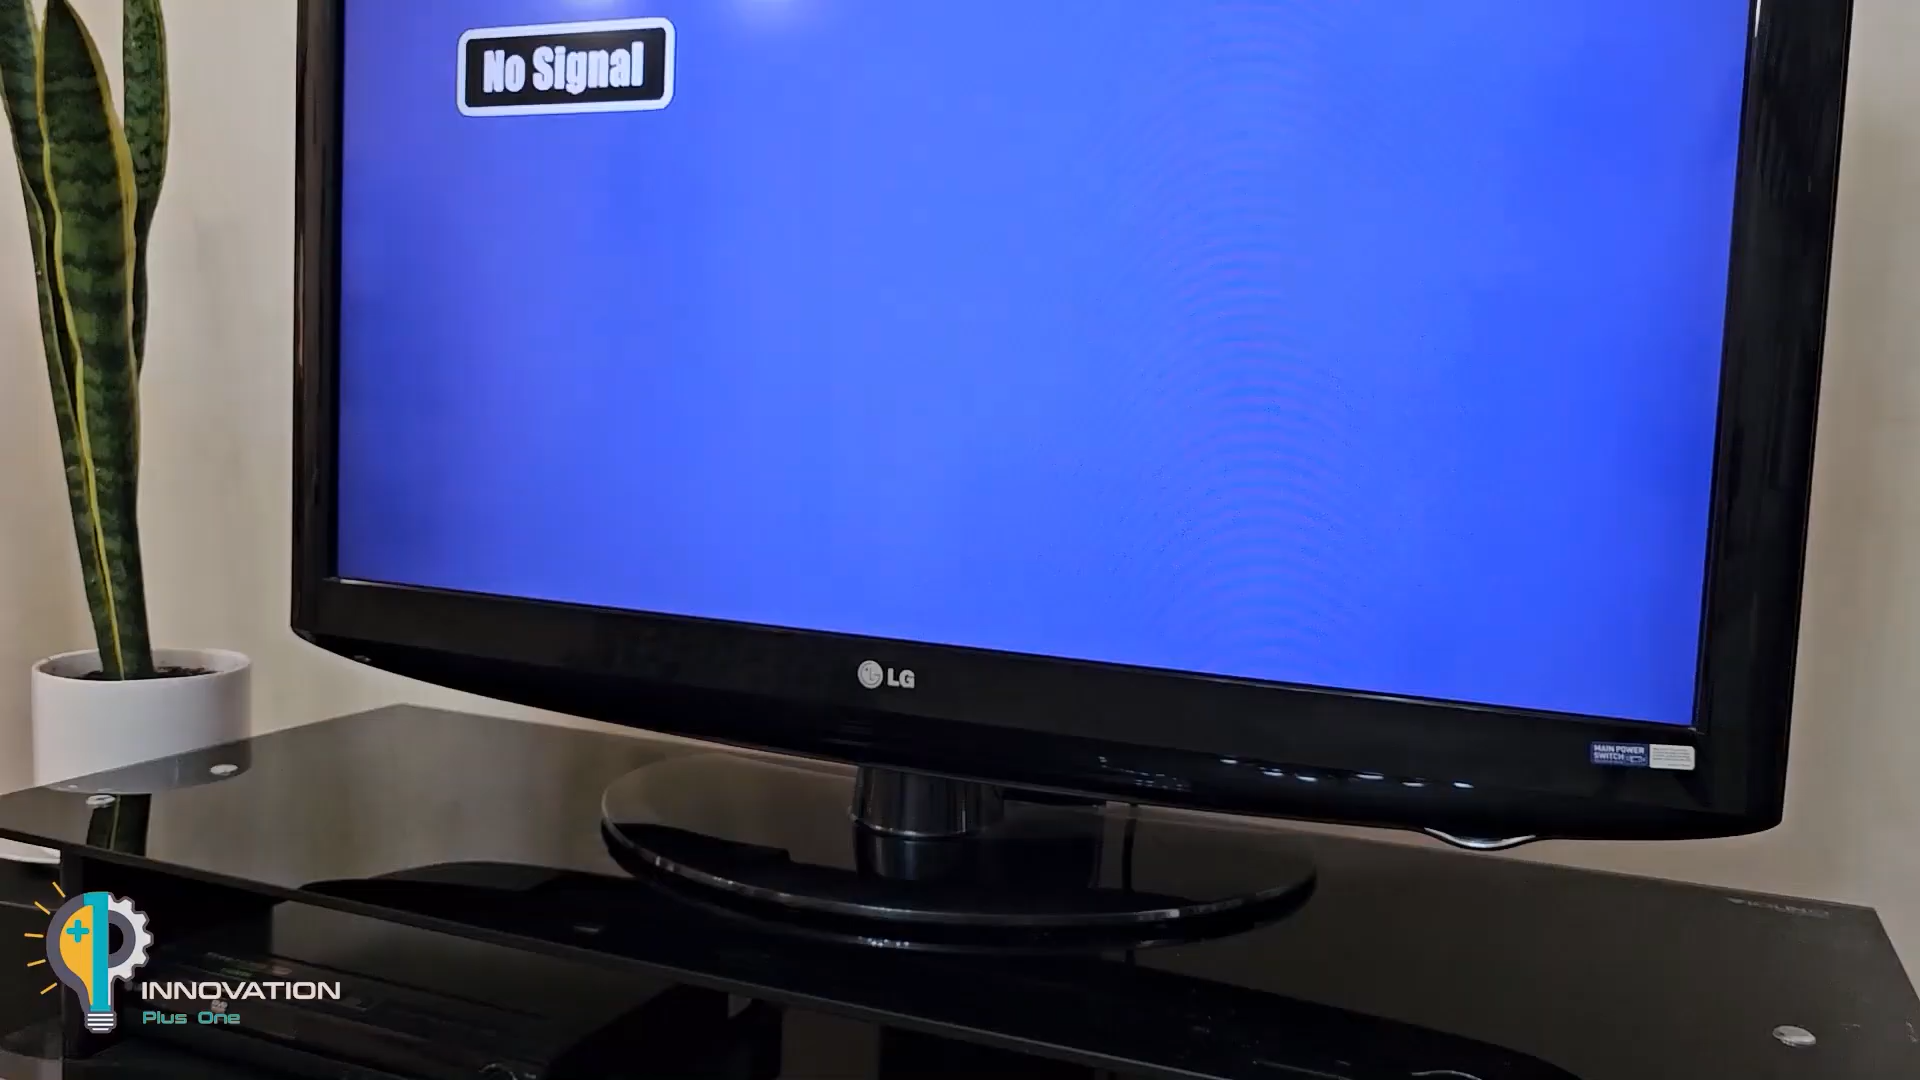 No Signal
LG
MAIN POWER
SWITCH
INNOVATION
Plus One